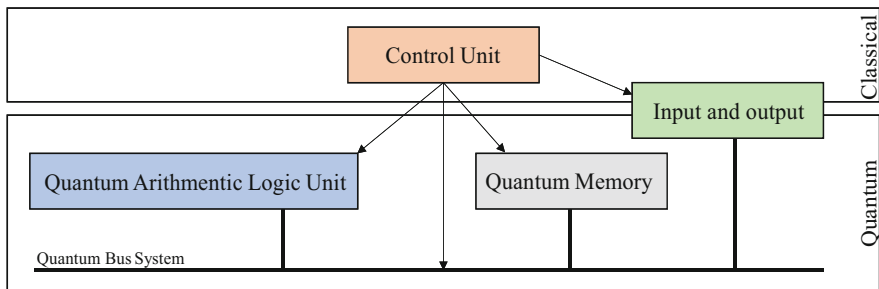 Control Unit
Classical
Input and output
Quantum Arithmentic Logic Unit
Quantum Memory
Quantum
Quantum Bus System